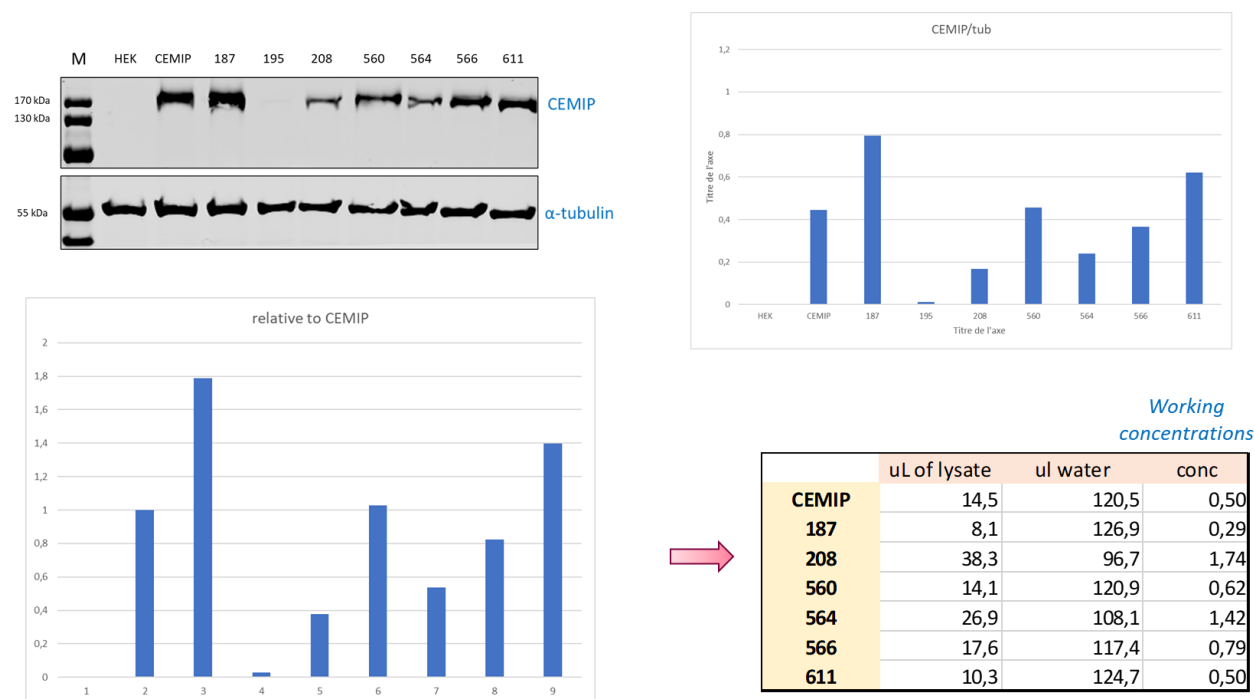 M HEK CEMIP 187 195 208 560 564 566 611
170 kDa
CEMIP
130 kDa
55 kDa
α-tubulin
CEMIP/tub
1,2
1
0,8
0,6
0,4
0,2
0
Titre de l'axe
HEK CEMIP 187 195 208 560 564 566 611
Titre de l'axe
relative to CEMIP
2
1,8
1,6
1,4
1,2
1
0,8
0,6
0,4
0,2
0
1 2 3 4 5 6 7 8 9
Working
concentrations
uL of lysate ul water conc
CEMIP 14,5 120,5 0,50
187 8,1 126,9 0,29
208 38,3 96,7 1,74
560 14,1 120,9 0,62
564 26,9 108,1 1,42
566 17,6 117,4 0,79
611 10,3 124,7 0,50